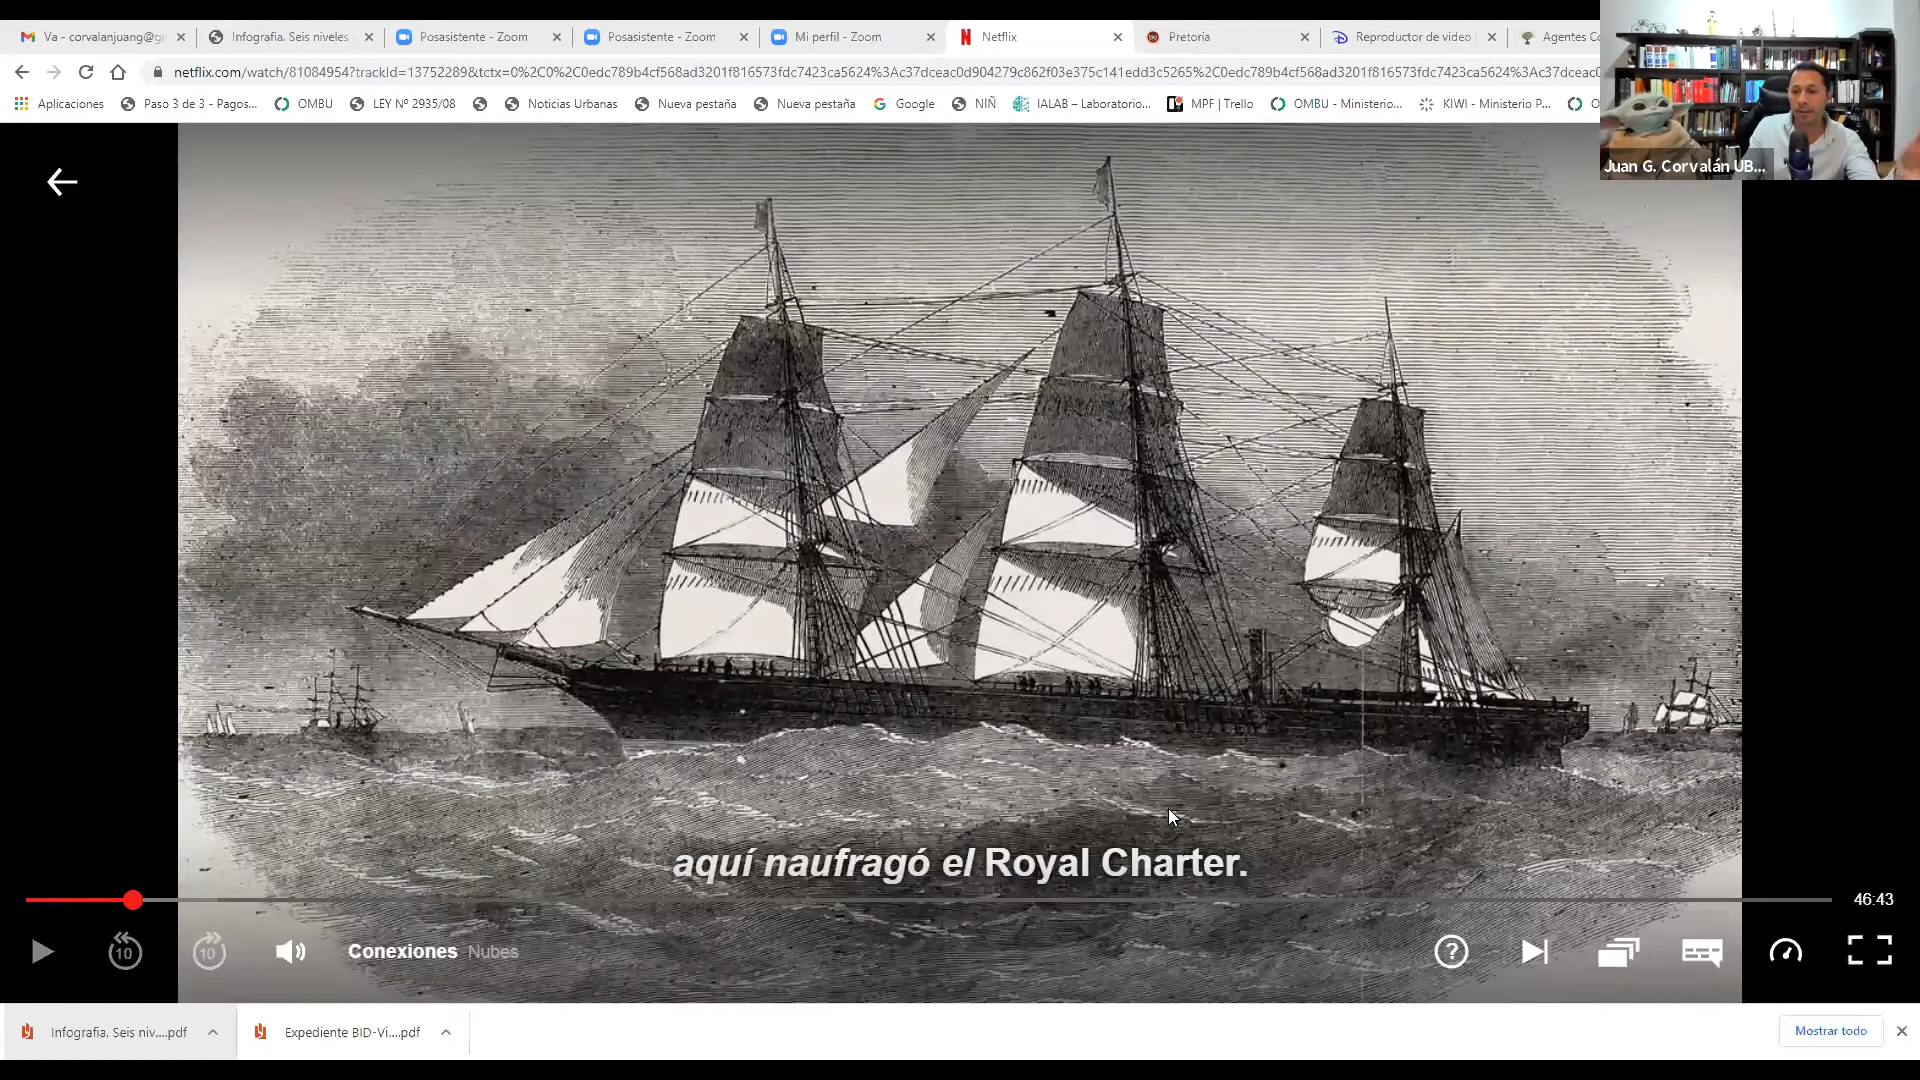 Va - corvalanjuang@g
Infografia. Seis niveles
Posasistente - Zoom
Posasistente - Zoom
Mi perfil - Zoom
Netflix
Pretoria
Reproductor de video
Agentes Co
netflix.com/watch/81084954?trackId=13752289&tctx=0%2C0%2C0edc789b4cf568ad3201f816573fdc7423ca5624%3Ac37dceac0d904279c862f03e375c141edd3c5265%2C0edc789b4cf568ad3201f816573fdc7423ca5624%3Ac37dceac0
Aplicaciones
Paso 3 de 3 - Pagos...
OMBU
LEY Nº 2935/08
Noticias Urbanas
Nueva pestaña
Nueva pestaña
Google
NIÑ
IALAB – Laboratorio...
MPF | Trello
OMBU - Ministerio...
KIWI - Ministerio P...
O
Juan G. Corvalán UB...
aquí naufragó el Royal Charter.
46:43
10
10
Conexiones Nubes
?
Infografia. Seis niv....pdf
Expediente BID-Vi....pdf
Mostrar todo